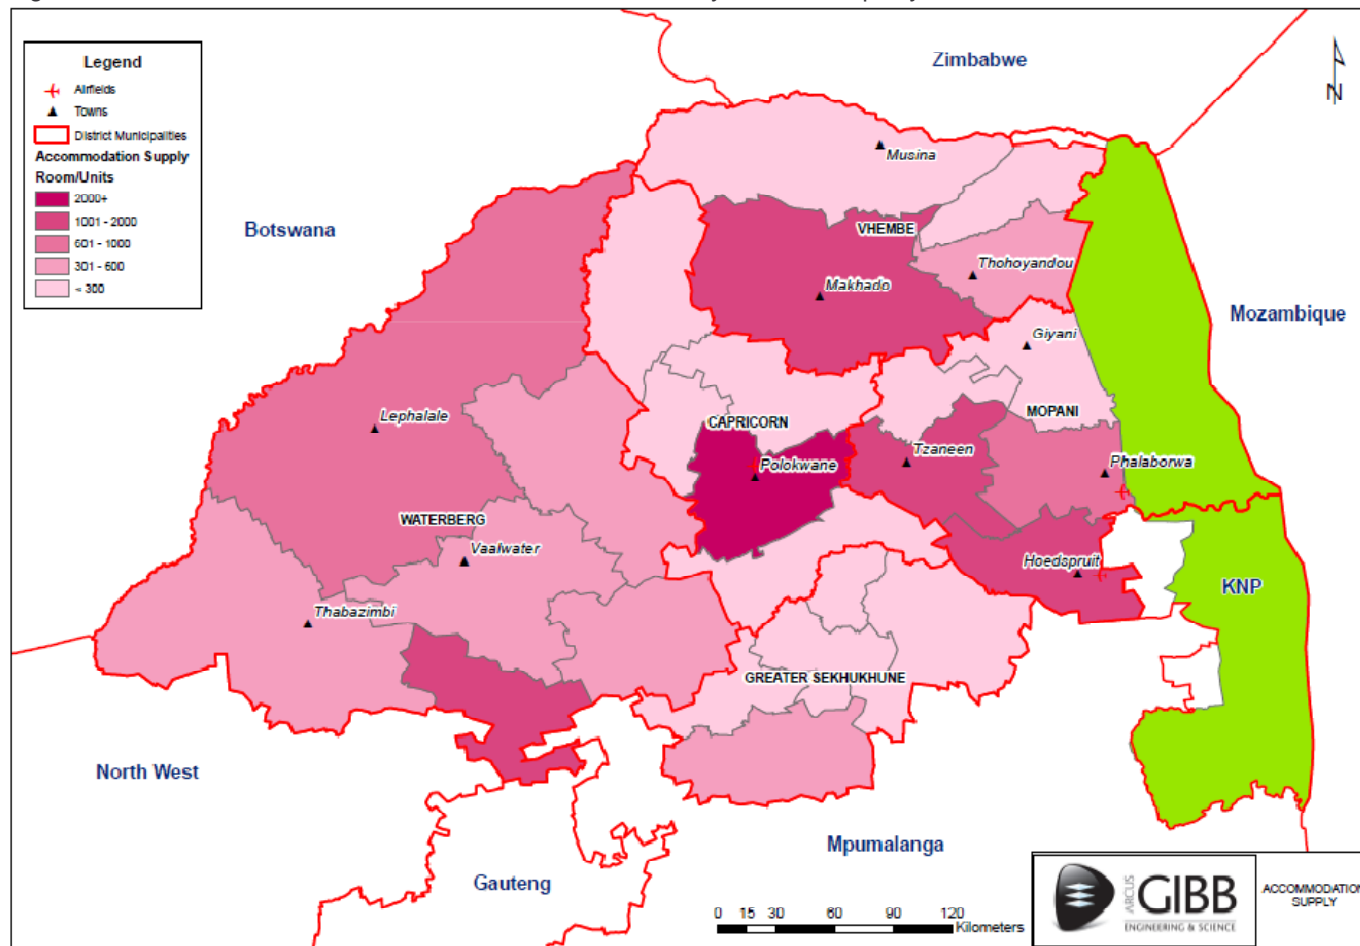 Zimbabwe
Legend
Airfields
Towns
District Municipalities
Accommodation Supply
Room/Units
2000+
1001 - 2000
601 - 1000
301 - 600
< 300
N
Musina
Botswana
VHEMBE
Thohoyandou
Makhado
Mozambique
Giyani
Lephalale
CAPRICORN
MOPANI
Tzaneen
Polokwane
Phalaborwa
WATERBERG
Vaalwater
Hoedspruit
KNP
Thabazimbi
GREATER SEKHUKHUNE
North West
Mpumalanga
Gauteng
0 15 30 60 90 120
Kilometers
ARCUS
GIBB
ENGINEERING & SCIENCE
ACCOMMODATION
SUPPLY